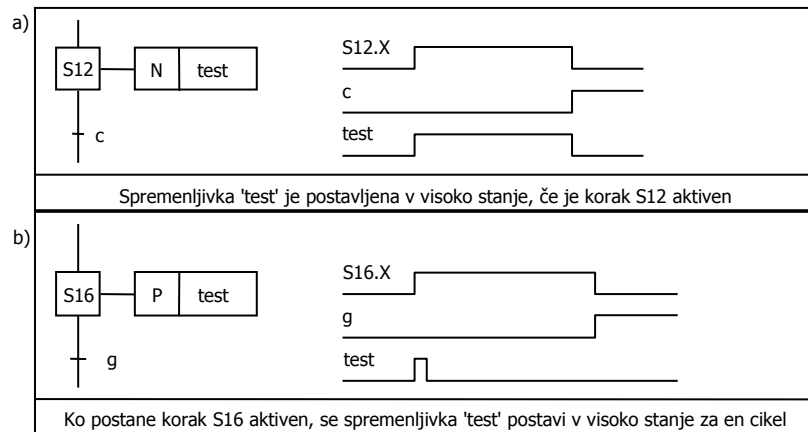 a)
S12 N test
c
S12.X
c
test
Spremenljivka 'test' je postavljena v visoko stanje, če je korak S12 aktiven
b)
S16 P test
g
S16.X
g
test
Ko postane korak S16 aktiven, se spremenljivka 'test' postavi v visoko stanje za en cikel